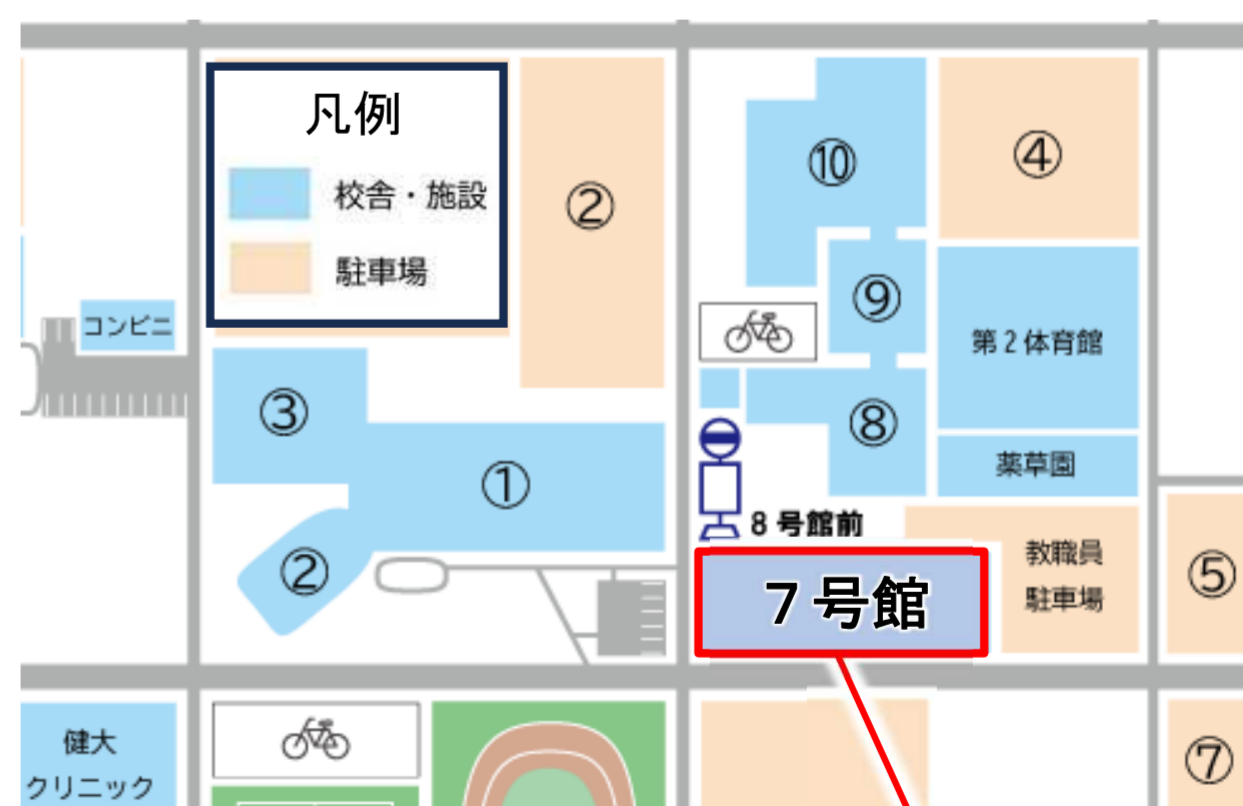 凡例
校舎・施設
駐車場
②
⑩
④
⑨
コンビニ
第2体育館
③
⑧
①
薬草園
8号館前
②
教職員
駐車場
⑤
7号館
健大
クリニック
⑦